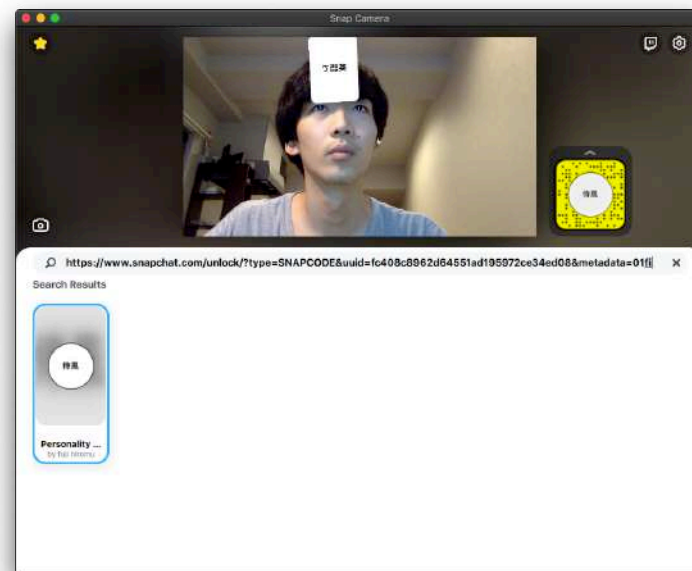 Snap Camera
https://www.snapchat.com/unlock/?type=SNAPCODE&uuid=fc408c8962d64551ad195972ce34ed08&metadata=01
Search Results
Personality ...